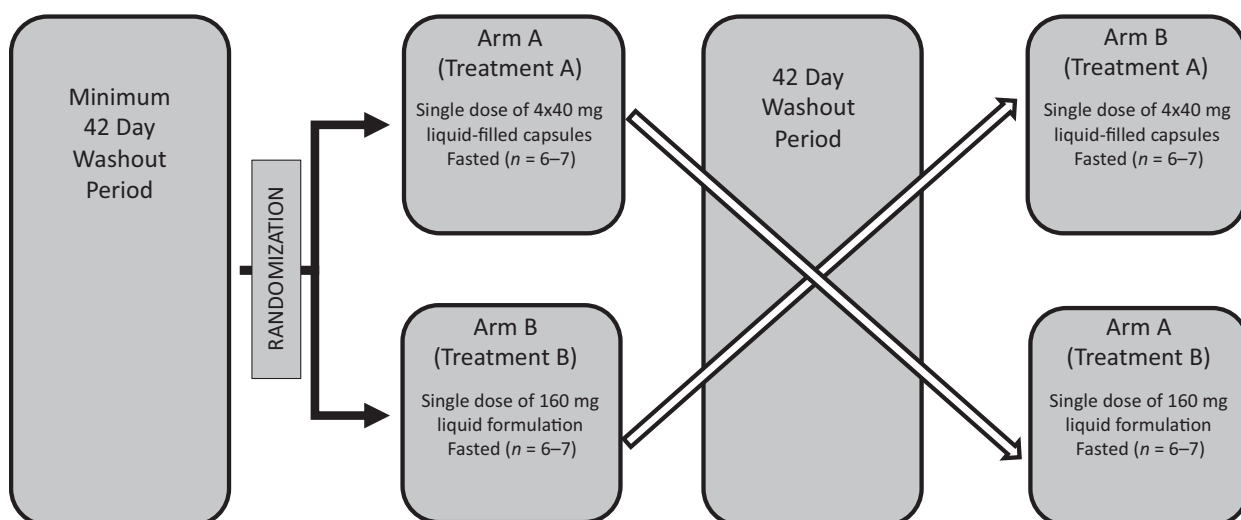 Minimum
42 Day
Washout
Period
RANDOMIZATION
Arm A
(Treatment A)
Single dose of 4x40 mg
liquid-filled capsules
Fasted (n = 6–7)
Arm B
(Treatment B)
Single dose of 160 mg
liquid formulation
Fasted (n = 6–7)
42 Day
Washout
Period
Arm B
(Treatment A)
Single dose of 4x40 mg
liquid-filled capsules
Fasted (n = 6–7)
Arm A
(Treatment B)
Single dose of 160 mg
liquid formulation
Fasted (n = 6–7)